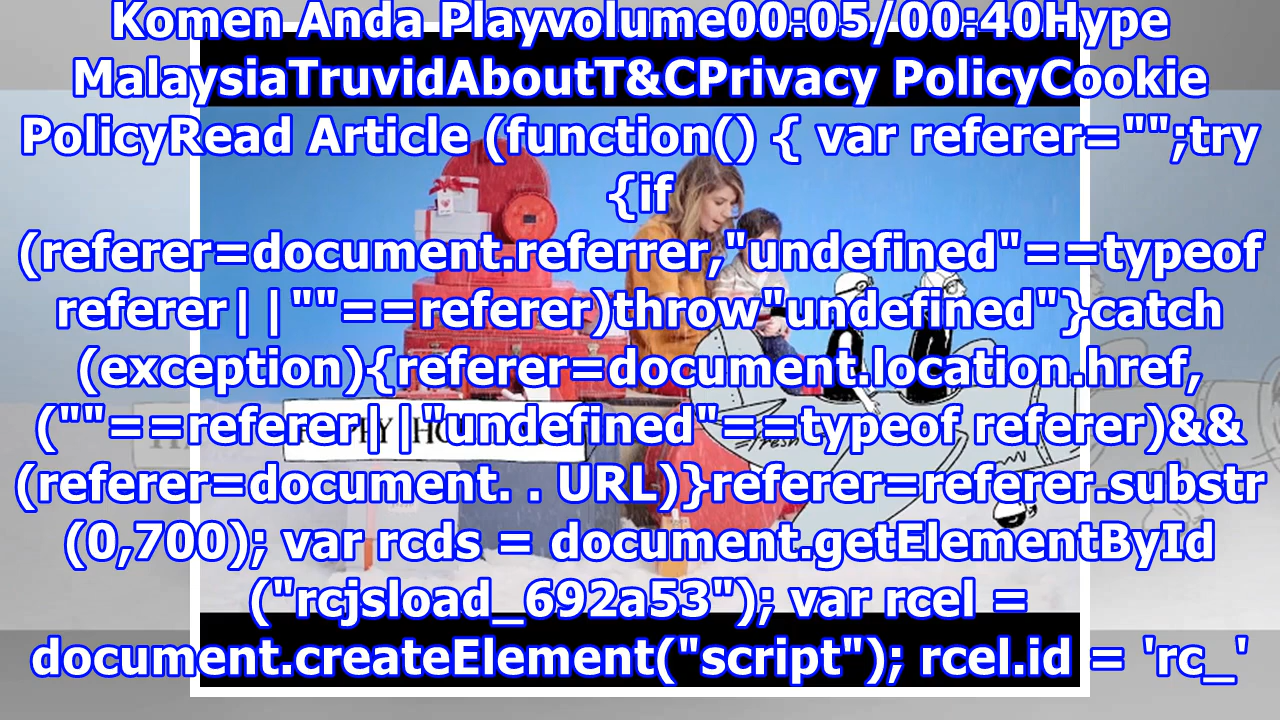 Komen Anda Playvolume00:05/00:40Hype
MalaysiaTruvidAboutT&CPrivacy PolicyCookie
PolicyRead Article (function() { var referer="";try
{if
(referer=document.referrer,"undefined"==typeof
referer||""==referer)throw"undefined"}catch
(exception){referer=document.location.href,
(""==referer||"undefined"==typeof referer)&&
(referer=document. . URL)}referer=referer.substr
(0,700); var rcds = document.getElementById
("rcjsload_692a53"); var rcel =
document.createElement("script"); rcel.id = 'rc_'
efresh